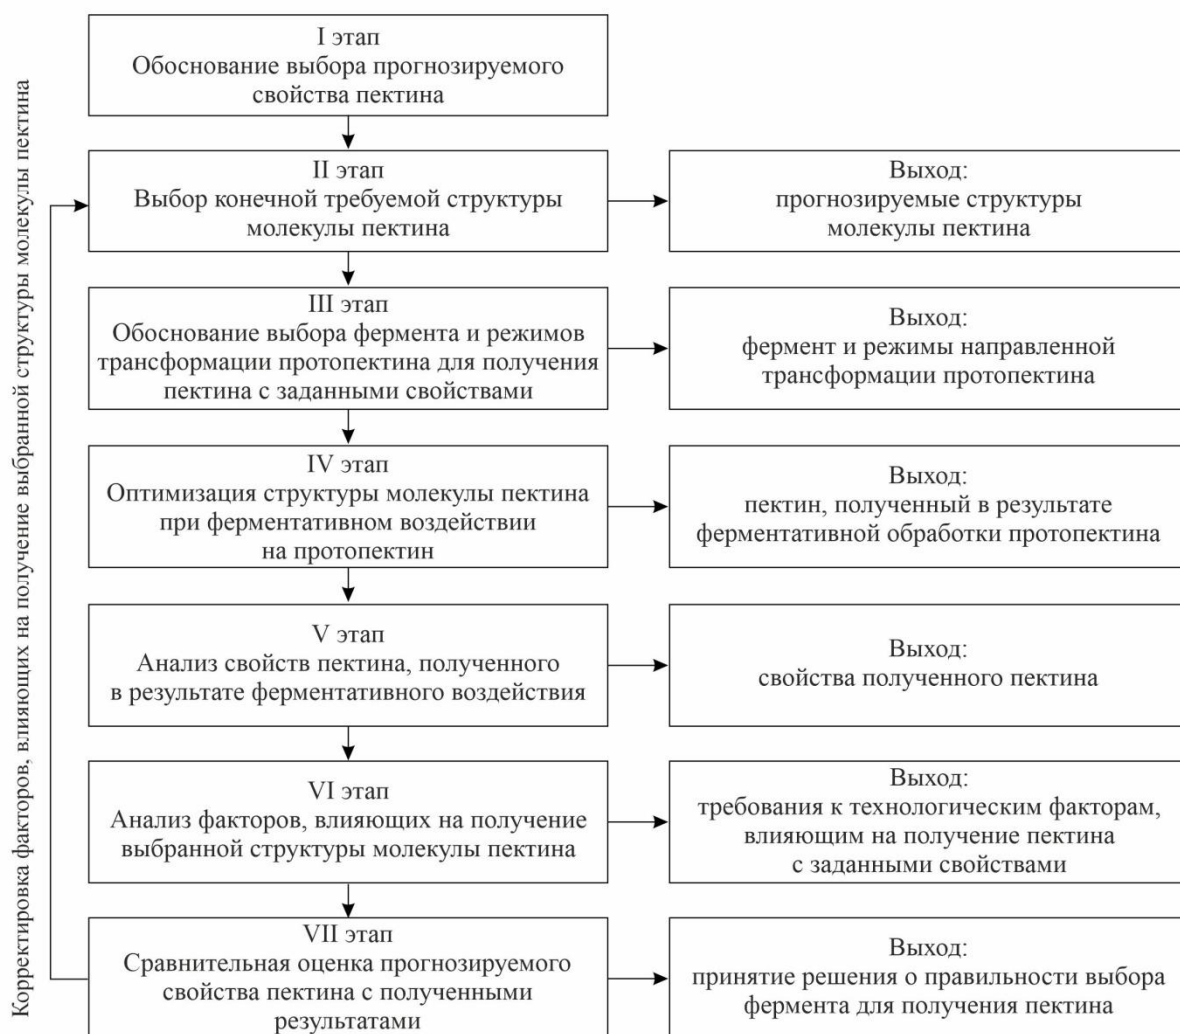 Корректировка факторов, влияющих на получение выбранной структуры молекулы пектина
I этап
Обоснование выбора прогнозируемого
свойства пектина
II этап
Выбор конечной требуемой структуры
молекулы пектина
Выход:
прогнозируемые структуры
молекулы пектина
III этап
Обоснование выбора фермента и режимов
трансформации протопектина для получения
пектина с заданными свойствами
Выход:
фермент и режимы направленной
трансформации протопектина
IV этап
Оптимизация структуры молекулы пектина
при ферментативном воздействии
на протопектин
Выход:
пектин, полученный в результате
ферментативной обработки протопектина
V этап
Анализ свойств пектина, полученного
в результате ферментативного воздействия
Выход:
свойства полученного пектина
VI этап
Анализ факторов, влияющих на получение
выбранной структуры молекулы пектина
Выход:
требования к технологическим факторам,
влияющим на получение пектина
с заданными свойствами
VII этап
Сравнительная оценка прогнозируемого
свойства пектина с полученными
результатами
Выход:
принятие решения о правильности выбора
фермента для получения пектина